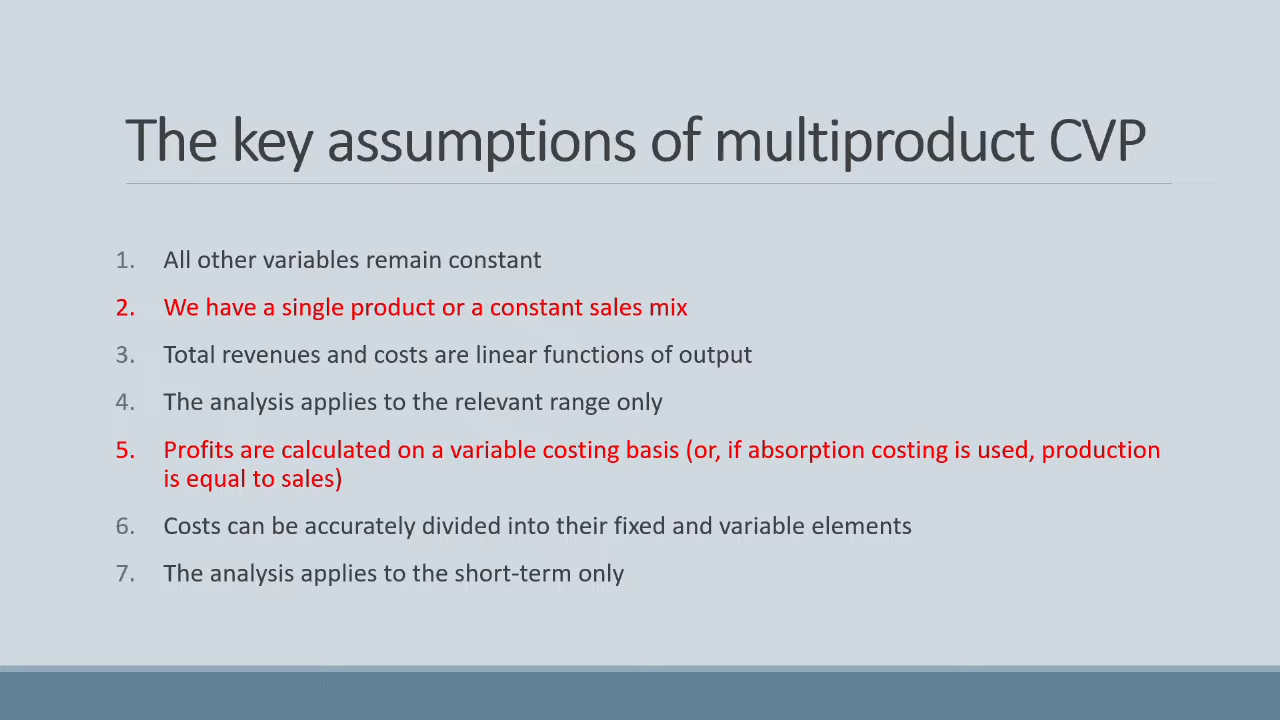 The key assumptions of multiproduct CVP
1. All other variables remain constant
2. We have a single product or a constant sales mix
3. Total revenues and costs are linear functions of output
4. The analysis applies to the relevant range only
5. Profits are calculated on a variable costing basis (or, if absorption costing is used, production
is equal to sales)
6. Costs can be accurately divided into their fixed and variable elements
7. The analysis applies to the short-term only